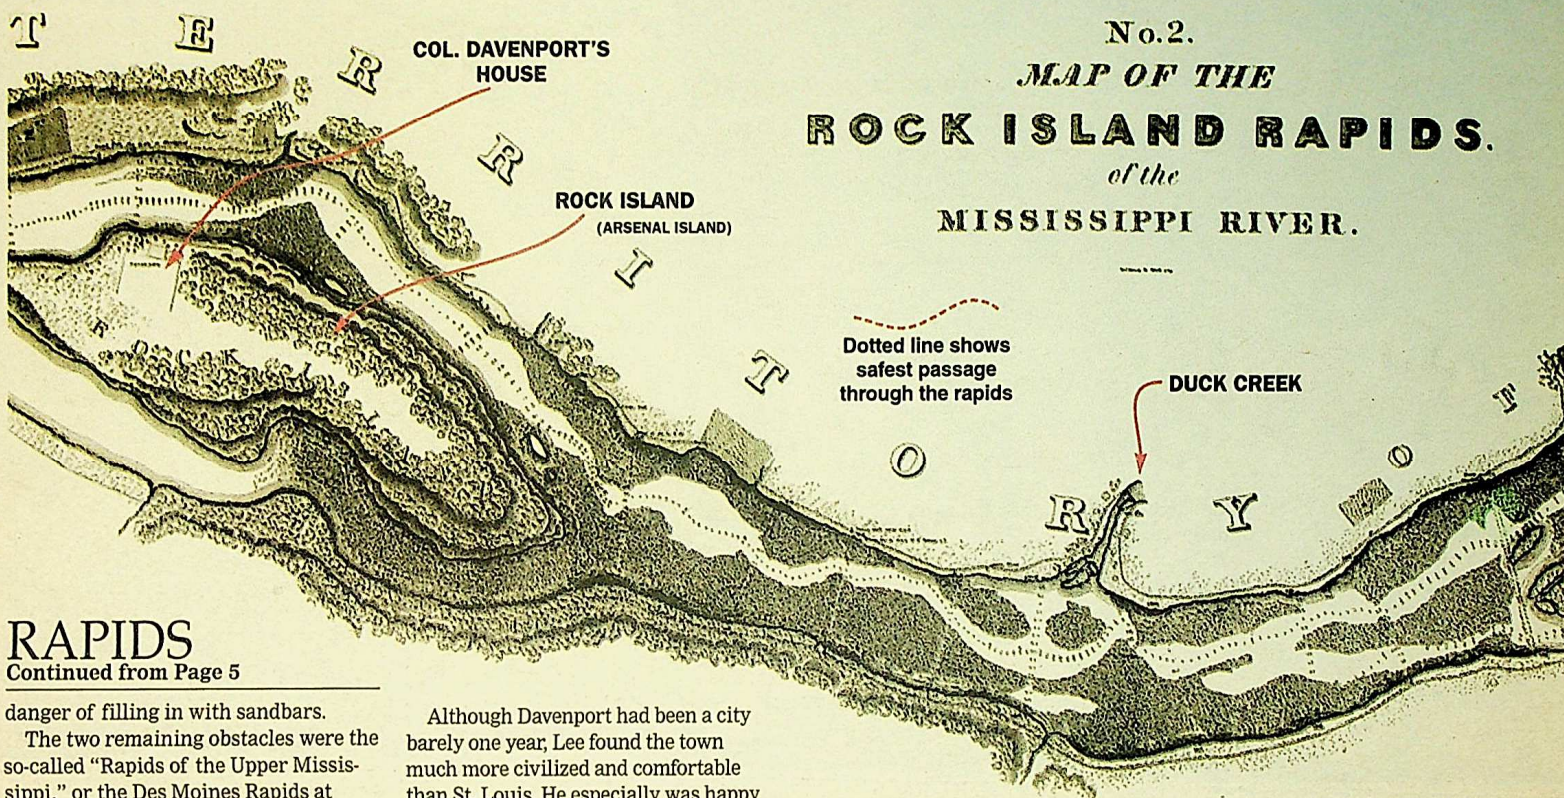 No.2.
MAP OF THE
ROCK ISLAND RAPIDS.
of the
MISSISSIPPI RIVER.
TERRITORY OF
COL. DAVENPORT'S
HOUSE
ROCK ISLAND
(ARSENAL ISLAND)
ROCK ISLAND
Dotted line shows
safest passage
through the rapids
DUCK CREEK
RAPIDS
Continued from Page 5
danger of filling in with sandbars.
The two remaining obstacles were the
so-called “Rapids of the Upper Missis-
sippi,” or the Des Moines Rapids at
Although Davenport had been a city
barely one year, Lee found the town
much more civilized and comfortable
than St. Louis. He especially was happy